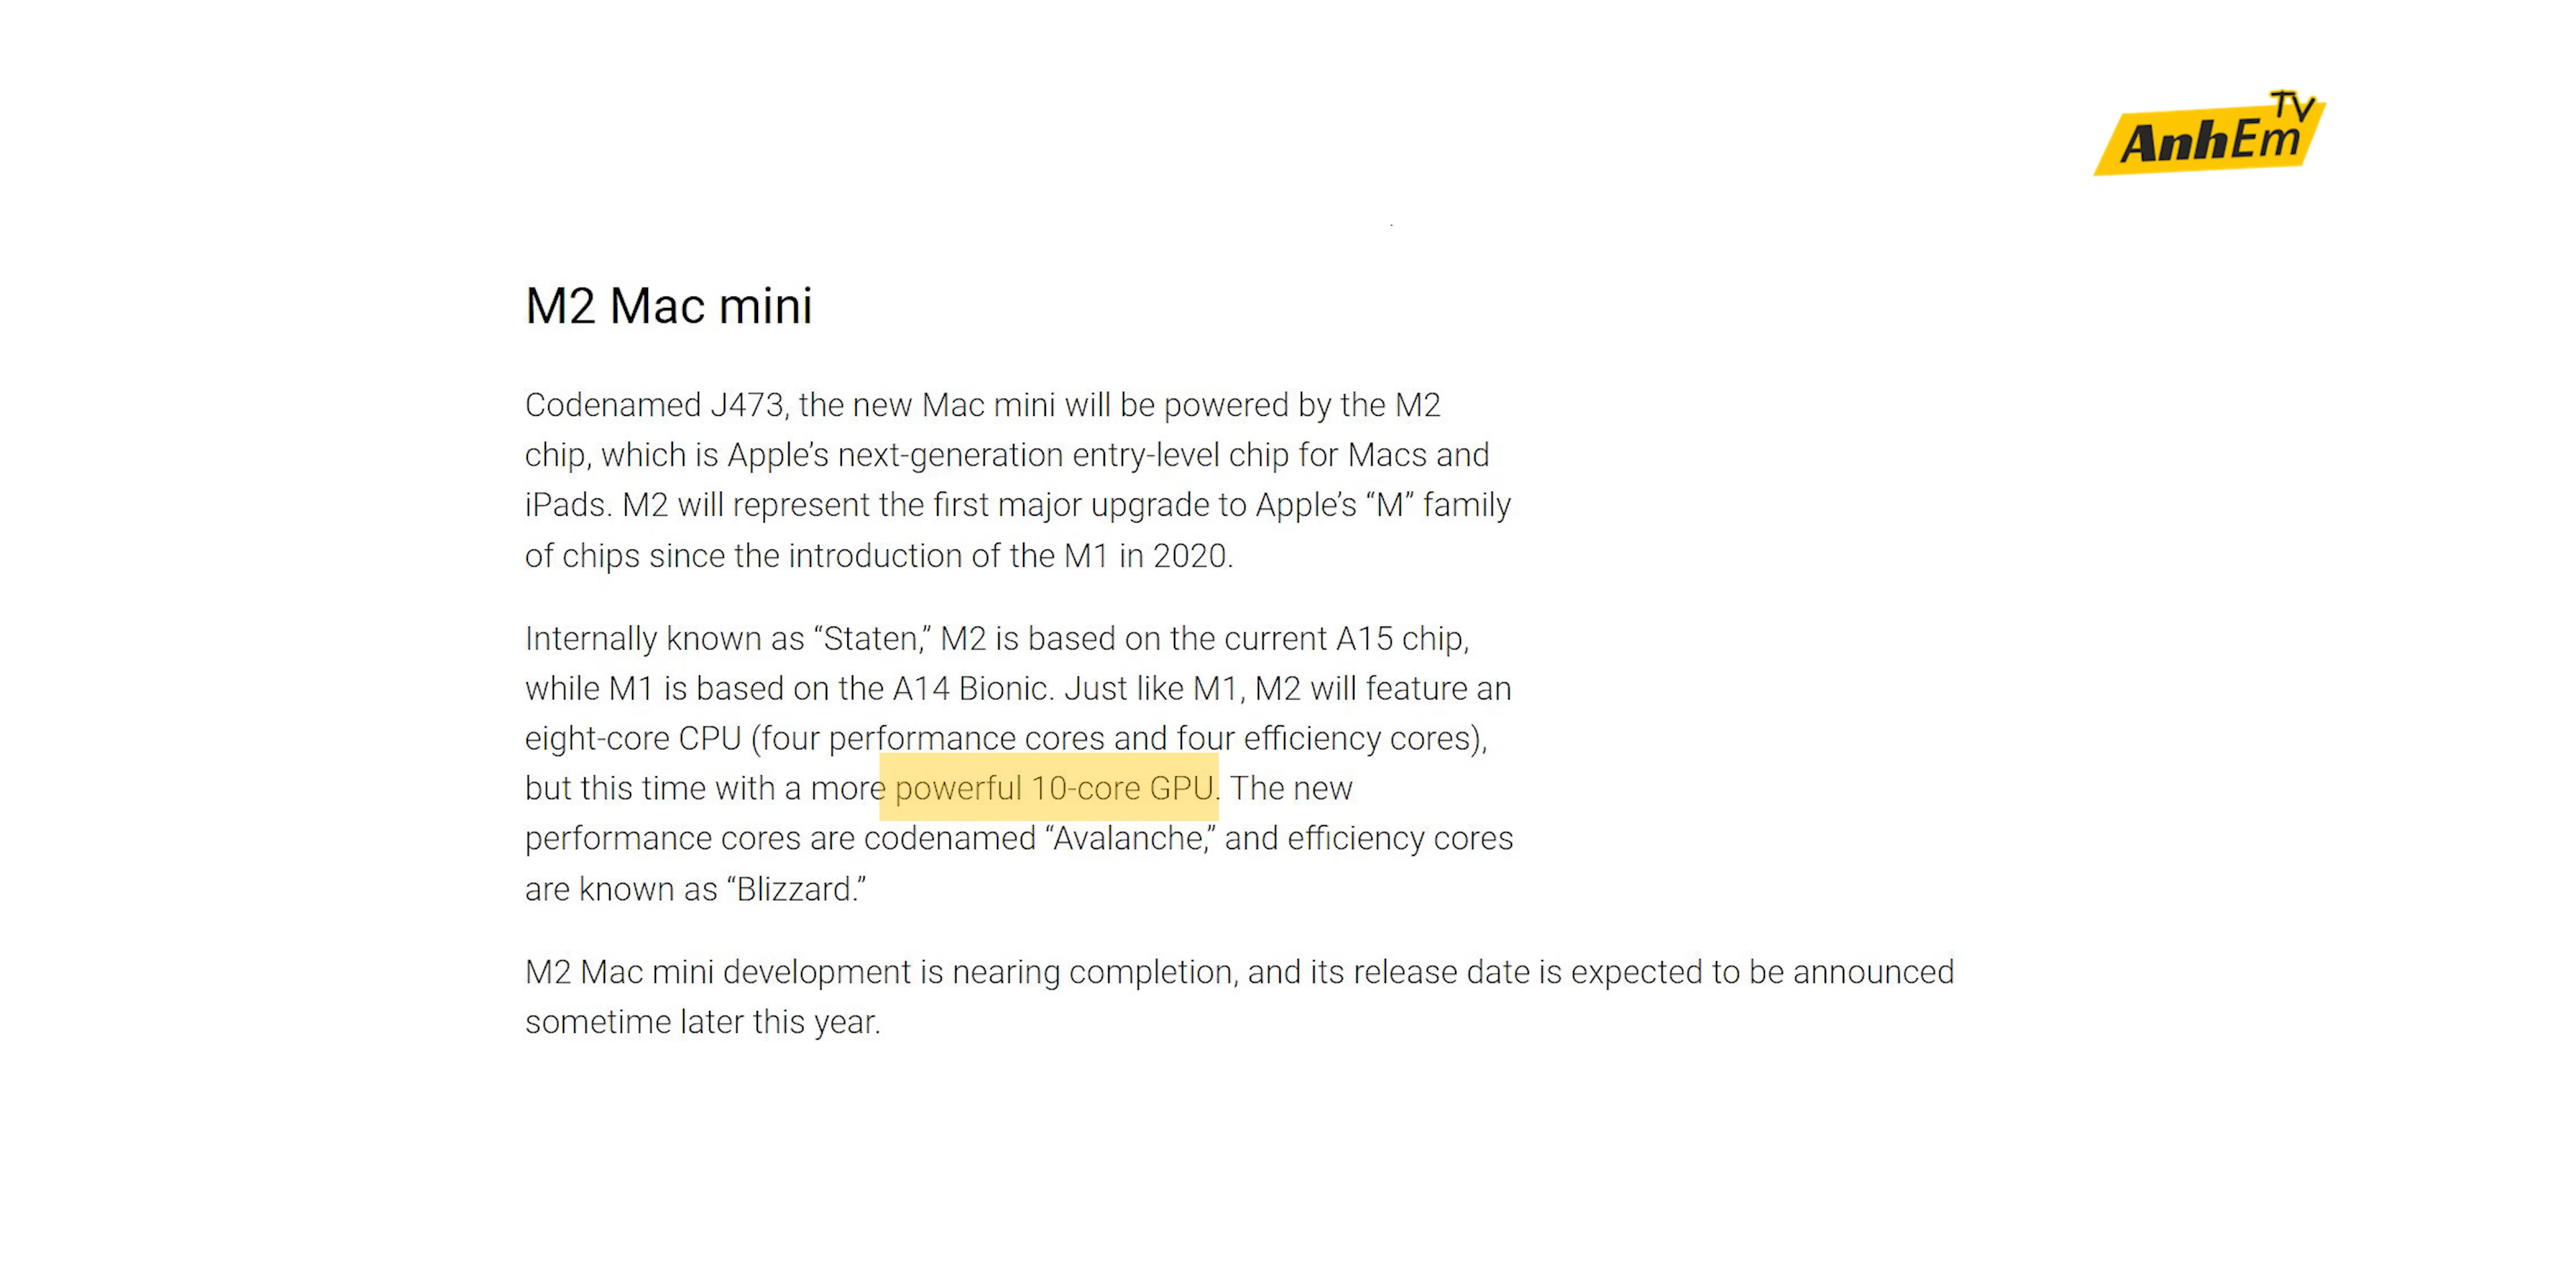 TV
AnhEm
M2 Mac mini
Codenamed J473, the new Mac mini will be powered by the M2
chip, which is Apple’s next-generation entry-level chip for Macs and
iPads. M2 will represent the first major upgrade to Apple’s “M” family
of chips since the introduction of the M1 in 2020.
Internally known as “Staten,” M2 is based on the current A15 chip,
while M1 is based on the A14 Bionic. Just like M1, M2 will feature an
eight-core CPU (four performance cores and four efficiency cores),
but this time with a more powerful 10-core GPU. The new
performance cores are codenamed “Avalanche,” and efficiency cores
are known as “Blizzard.”
M2 Mac mini development is nearing completion, and its release date is expected to be announced
sometime later this year.